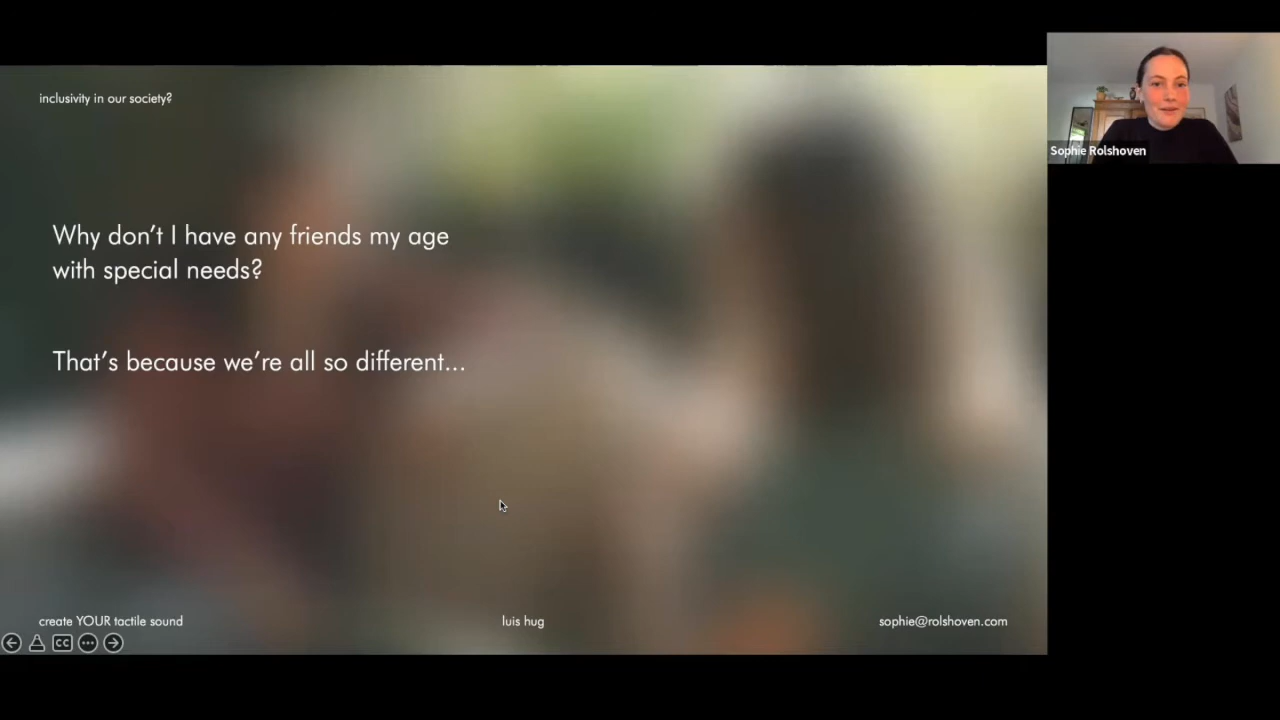 inclusivity in our society?
Sophie Rolshoven
Why don't I have any friends my age
with special needs?
That's because we're all so different...
create YOUR tactile sound
luis hug
sophie@rolshoven.com
CC